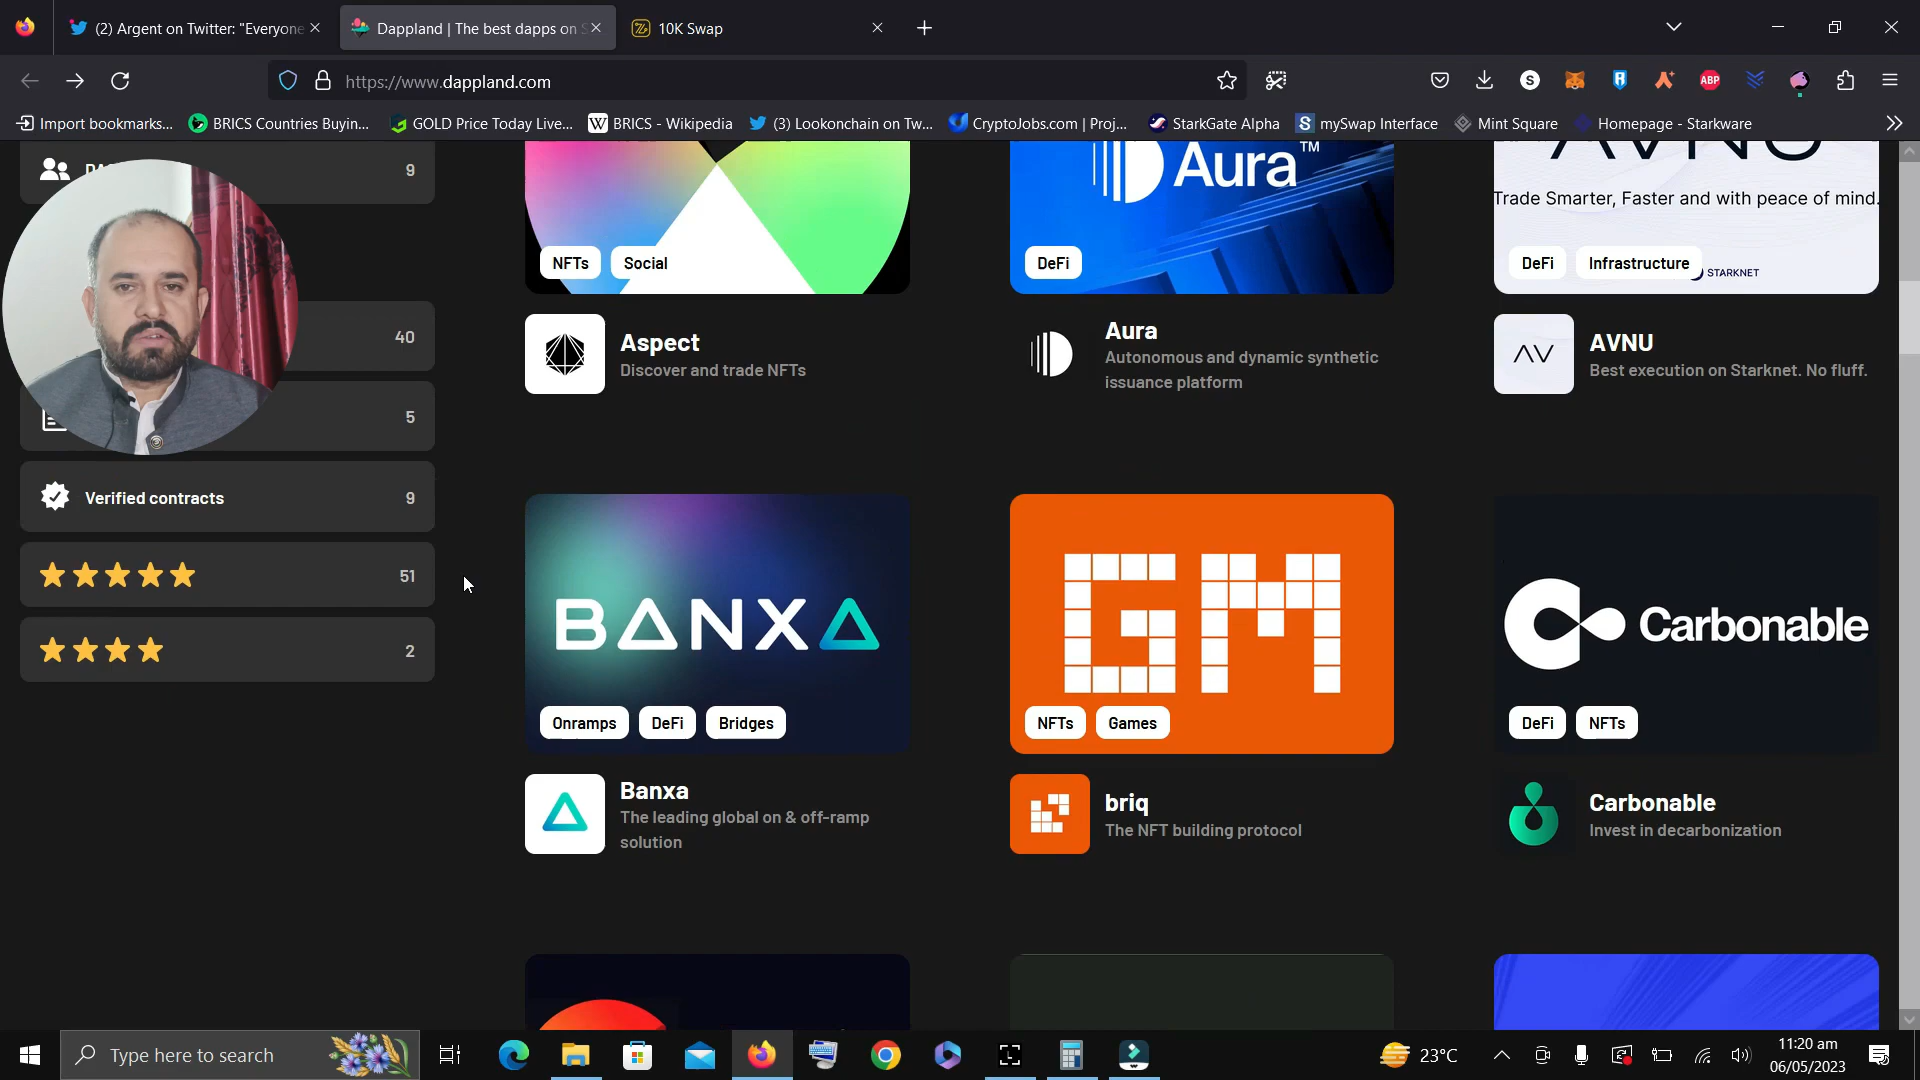 (2) Argent on Twitter: "Everyone
Dappland | The best dapps on S
10K Swap
https://www.dappland.com
S
ABP
Import bookmarks...
BRICS Countries Buyin...
GOLD Price Today Live...
W BRICS - Wikipedia
(3) Lookonchain on Tw...
CryptoJobs.com | Proj...
StarkGate Alpha
S mySwap Interface
Mint Square
Homepage - Starkware
9
40
5
Verified contracts 9
51
2
NFTs Social
Aspect
Discover and trade NFTs
Aura™
DeFi
Aura
Autonomous and dynamic synthetic
issuance platform
AVNU
Trade Smarter, Faster and with peace of mind.
DeFi Infrastructure
STARKNET
AVNU
Best execution on Starknet. No fluff.
BANXA
Onramps DeFi Bridges
Banxa
The leading global on & off-ramp
solution
GM
NFTs Games
briq
The NFT building protocol
Carbonable
DeFi NFTs
Carbonable
Invest in decarbonization
Type here to search
23°C
11:20 am
06/05/2023